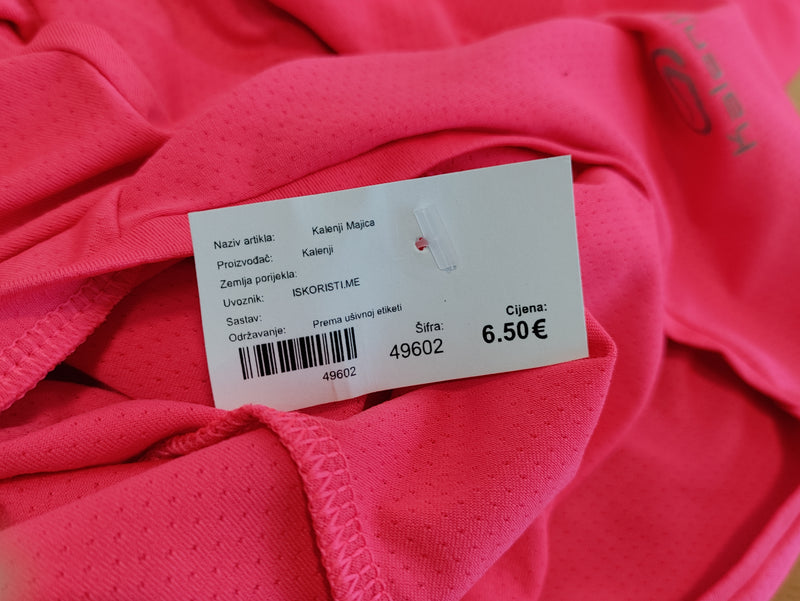 Kalenji
Naziv artikla: Kalenji Majica
Proizvođač: Kalenji
Zemlja porijekla:
Uvoznik: ISKORISTI.ME
Sastav:
Održavanje: Prema ušivnoj etiketi
49602
Šifra:
49602
Cijena:
6.50€